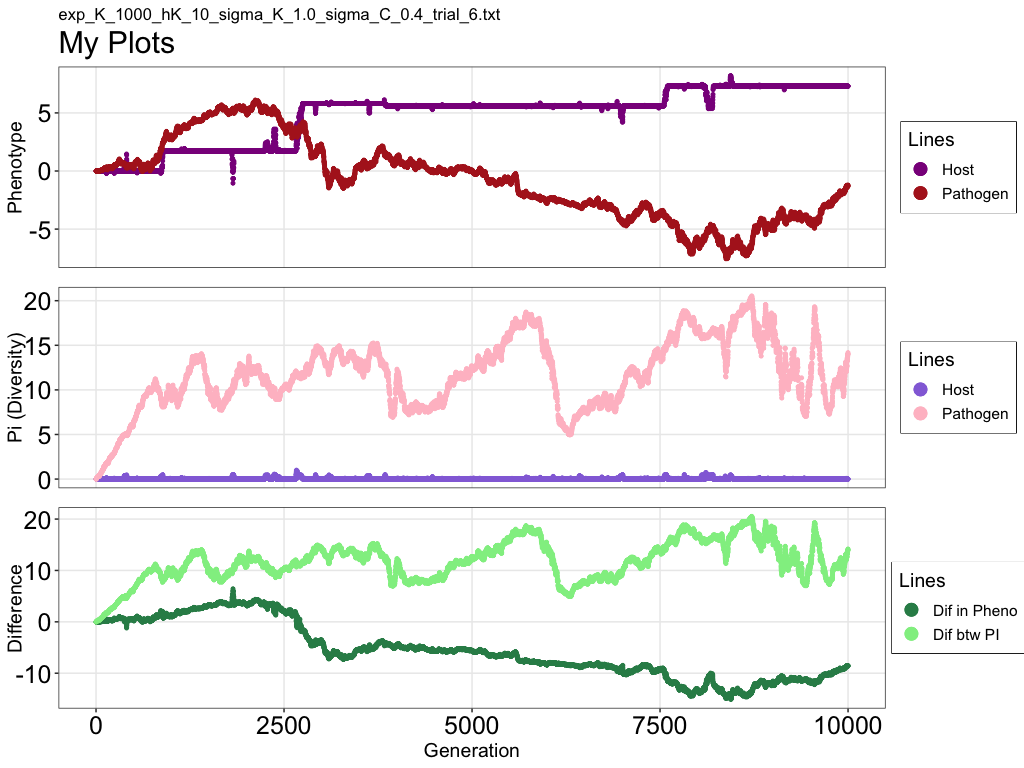 exp_K_1000_hK_10_sigma_K_1.0_sigma_C_0.4_trial_6.txt
My Plots
Phenotype
5
0
-5
Lines
Host
Pathogen
Pi (Diversity)
20
15
10
5
0
Lines
Host
Pathogen
Difference
20
10
0
-10
Lines
Dif in Pheno
Dif btw PI
0
2500
5000
7500
10000
Generation